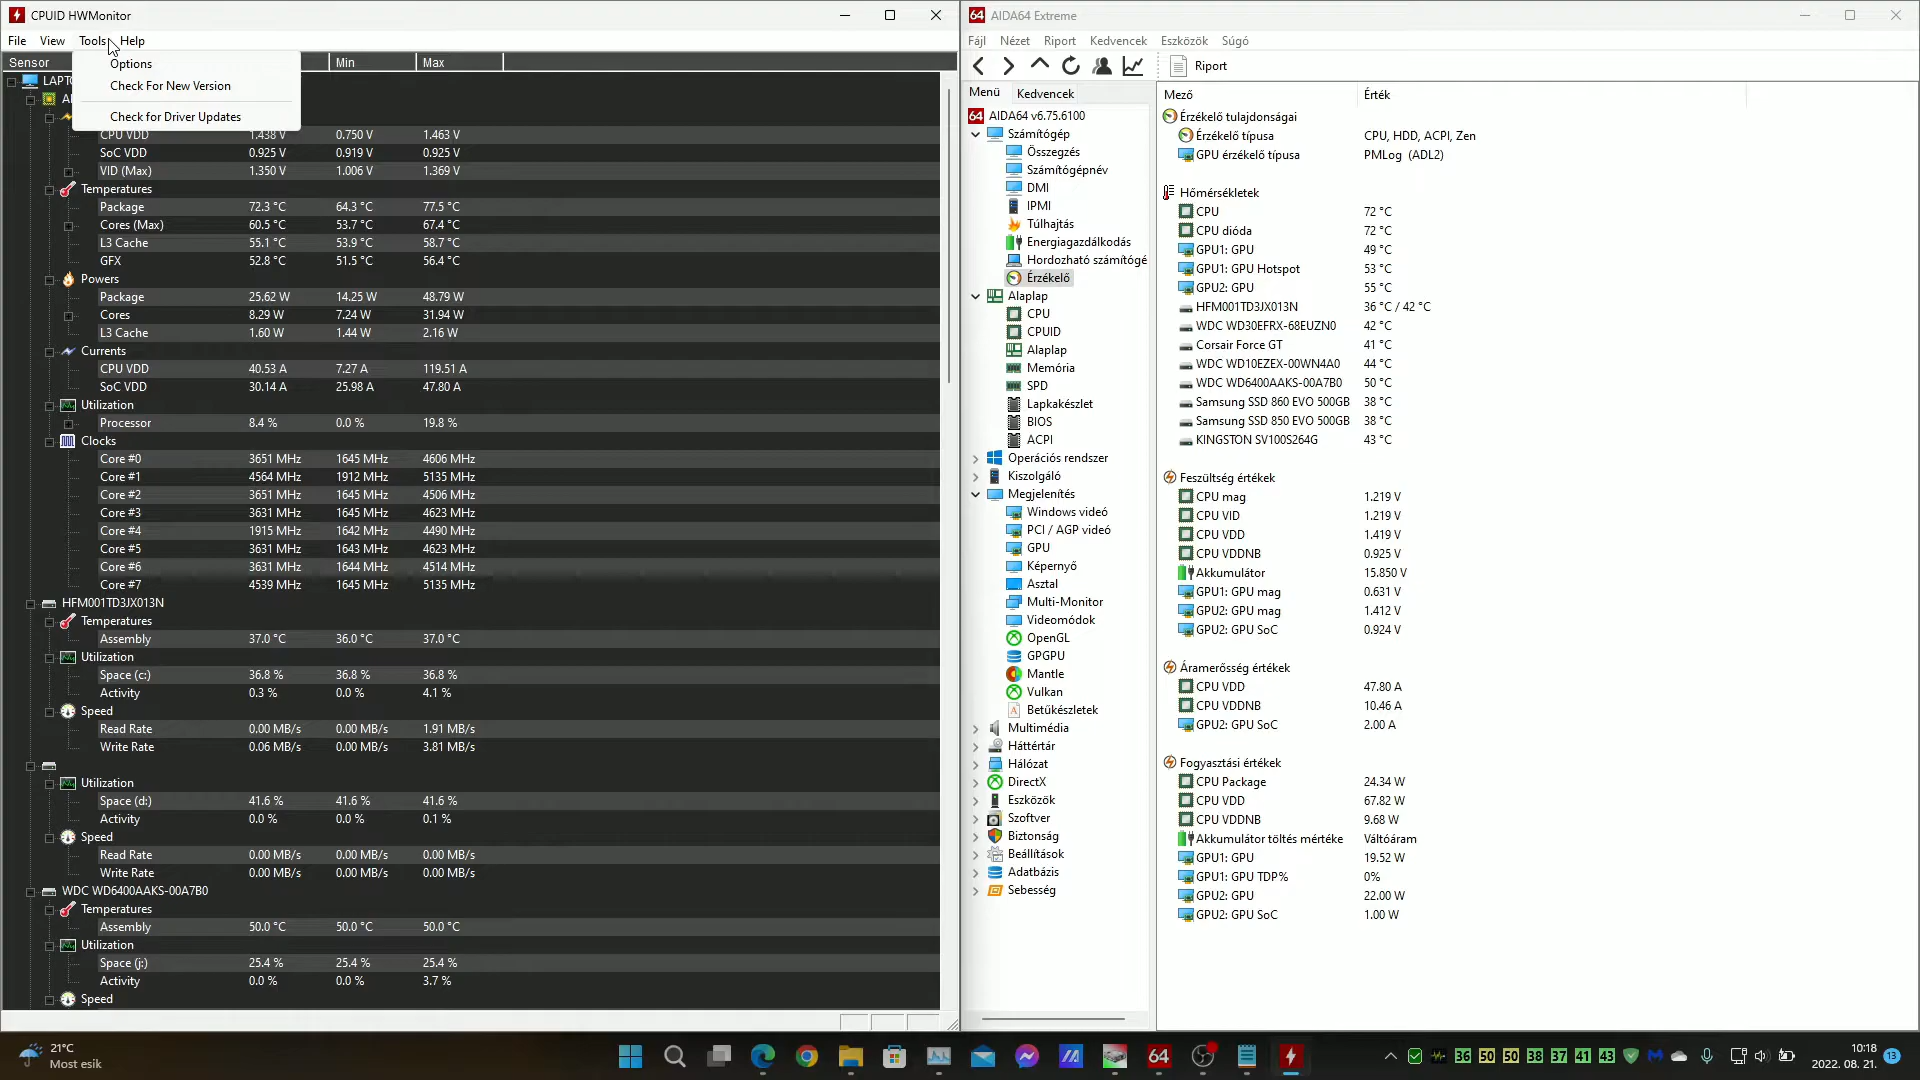 CPUID HWMonitor
File View Tools Help
Sensor Min Max
Options
Check For New Version
Check for Driver Updates
CPU VDD 1.438 V 0.750 V 1.463 V
SoC VDD 0.925 V 0.919 V 0.925 V
VID (Max) 1.350 V 1.006 V 1.369 V
Temperatures
Package 72.3 °C 64.3 °C 77.5 °C
Cores (Max) 60.5 °C 53.7 °C 67.4 °C
L3 Cache 55.1 °C 53.9 °C 58.7 °C
GFX 52.8 °C 51.5 °C 56.4 °C
Powers
Package 25.62 W 14.25 W 48.79 W
Cores 8.29 W 7.24 W 31.94 W
L3 Cache 1.60 W 1.44 W 2.16 W
Currents
CPU VDD 40.53 A 7.27 A 119.51 A
SoC VDD 30.14 A 25.98 A 47.80 A
Utilization
Processor 8.4 % 0.0 % 19.8 %
Clocks
Core #0 3651 MHz 1645 MHz 4606 MHz
Core #1 4564 MHz 1912 MHz 5135 MHz
Core #2 3651 MHz 1645 MHz 4506 MHz
Core #3 3631 MHz 1645 MHz 4623 MHz
Core #4 1915 MHz 1642 MHz 4490 MHz
Core #5 3631 MHz 1643 MHz 4623 MHz
Core #6 3631 MHz 1644 MHz 4514 MHz
Core #7 4539 MHz 1645 MHz 5135 MHz
HFM001TD3JX013N
Temperatures
Assembly 37.0 °C 36.0 °C 37.0 °C
Utilization
Space (c:) 36.8 % 36.8 % 36.8 %
Activity 0.3 % 0.0 % 4.1 %
Speed
Read Rate 0.00 MB/s 0.00 MB/s 1.91 MB/s
Write Rate 0.06 MB/s 0.00 MB/s 3.81 MB/s
Utilization
Space (d:) 41.6 % 41.6 % 41.6 %
Activity 0.0 % 0.0 % 0.1 %
Speed
Read Rate 0.00 MB/s 0.00 MB/s 0.00 MB/s
Write Rate 0.00 MB/s 0.00 MB/s 0.00 MB/s
WDC WD6400AAKS-00A7B0
Temperatures
Assembly 50.0 °C 50.0 °C 50.0 °C
Utilization
Space (j:) 25.4 % 25.4 % 25.4 %
Activity 0.0 % 0.0 % 3.7 %
Speed
64 AIDA64 Extreme
Fájl Nézet Riport Kedvencek Eszközök Súgó
Riport
Menü Kedvencek
64 AIDA64 v6.75.6100
Számítógép
Összegzés
Számítógépnév
DMI
IPMI
Túlhajtás
Energiagazdálkodás
Hordozható számítógé
Érzékelő
Alaplap
CPU
CPUID
Alaplap
Memória
SPD
Lapkakészlet
BIOS
ACPI
Operációs rendszer
Kiszolgáló
Megjelenítés
Windows videó
PCI / AGP videó
GPU
Képernyő
Asztal
Multi-Monitor
Videomódok
OpenGL
GPGPU
Mantle
Vulkan
Betűkészletek
Multimédia
Háttértár
Hálózat
DirectX
Eszközök
Szoftver
Biztonság
Beállítások
Adatbázis
Sebesség
Mező Érték
Érzékelő tulajdonságai
Érzékelő típusa CPU, HDD, ACPI, Zen
GPU érzékelő típusa PMLog (ADL2)
Hőmérsékletek
CPU 72 °C
CPU dióda 72 °C
GPU1: GPU 49 °C
GPU1: GPU Hotspot 53 °C
GPU2: GPU 55 °C
HFM001TD3JX013N 36 °C / 42 °C
WDC WD30EFRX-68EUZN0 42 °C
Corsair Force GT 41 °C
WDC WD10EZEX-00WN4A0 44 °C
WDC WD6400AAKS-00A7B0 50 °C
Samsung SSD 860 EVO 500GB 38 °C
Samsung SSD 850 EVO 500GB 38 °C
KINGSTON SV100S264G 43 °C
Feszültség értékek
CPU mag 1.219 V
CPU VID 1.219 V
CPU VDD 1.419 V
CPU VDDNB 0.925 V
Akkumulátor 15.850 V
GPU1: GPU mag 0.631 V
GPU2: GPU mag 1.412 V
GPU2: GPU SoC 0.924 V
Áramerősség értékek
CPU VDD 47.80 A
CPU VDDNB 10.46 A
GPU2: GPU SoC 2.00 A
Fogyasztási értékek
CPU Package 24.34 W
CPU VDD 67.82 W
CPU VDDNB 9.68 W
Akkumulátor töltés mértéke Váltóáram
GPU1: GPU 19.52 W
GPU1: GPU TDP% 0%
GPU2: GPU 22.00 W
GPU2: GPU SoC 1.00 W
21°C
Most esik
64
36 50 50 38 37 41 43
10:18
2022. 08. 21.
13